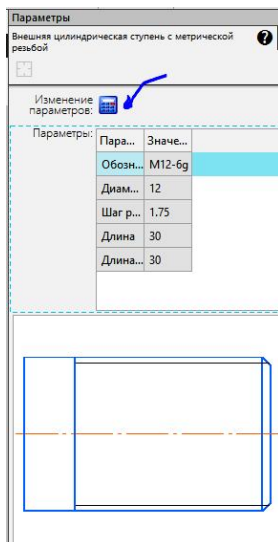 Параметры
Внешняя цилиндрическая ступень с метрической
резьбой
?
Изменение
параметров:
Параметры:
Пара... Значе...
Обозн... M12-6g
Диам... 12
Шаг р... 1.75
Длина 30
Длина... 30